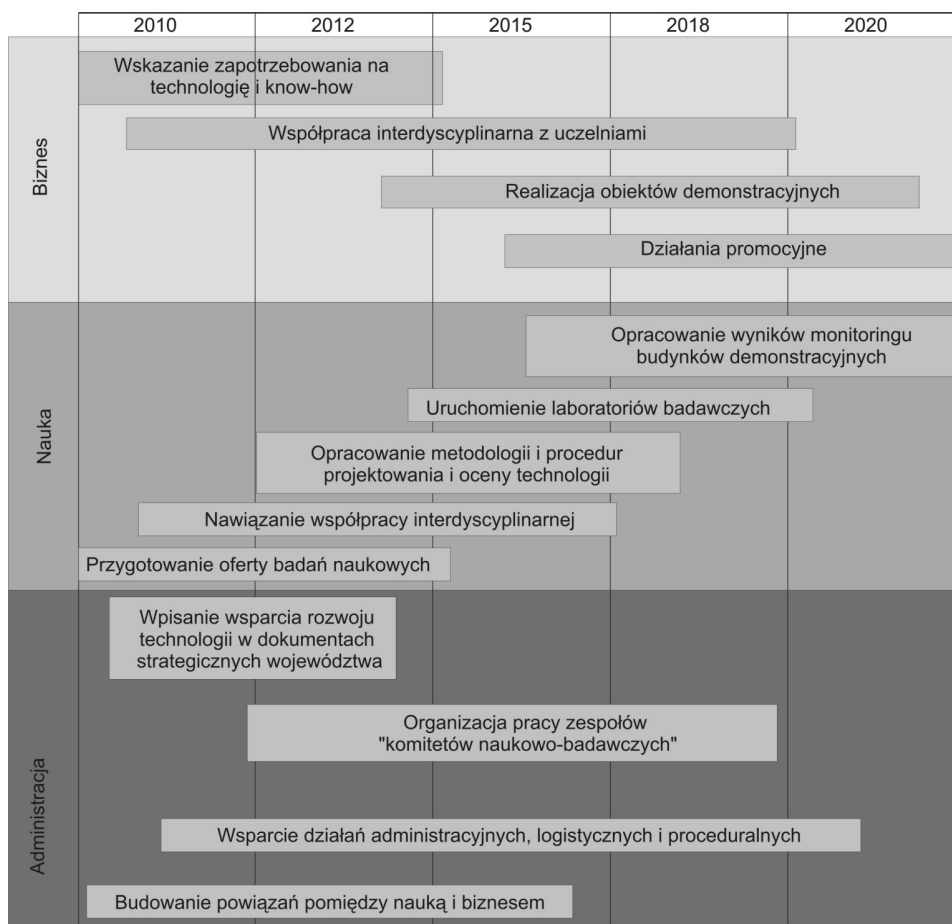 2010 2012 2015 2018 2020
Biznes
Wskazanie zapotrzebowania na
technologię i know-how
Współpraca interdyscyplinarna z uczelniami
Realizacja obiektów demonstracyjnych
Działania promocyjne
Nauka
Opracowanie wyników monitoringu
budynków demonstracyjnych
Uruchomienie laboratoriów badawczych
Opracowanie metodologii i procedur
projektowania i oceny technologii
Nawiązanie współpracy interdyscyplinarnej
Przygotowanie oferty badań naukowych
Administracja
Wpisanie wsparcia rozwoju
technologii w dokumentach
strategicznych województwa
Organizacja pracy zespołów
"komitetów naukowo-badawczych"
Wsparcie działań administracyjnych, logistycznych i proceduralnych
Budowanie powiązań pomiędzy nauką i biznesem